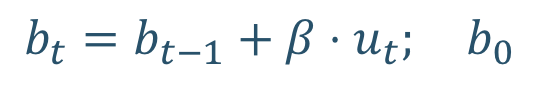 b_t = b_{t-1} + β · u_t;   b_0